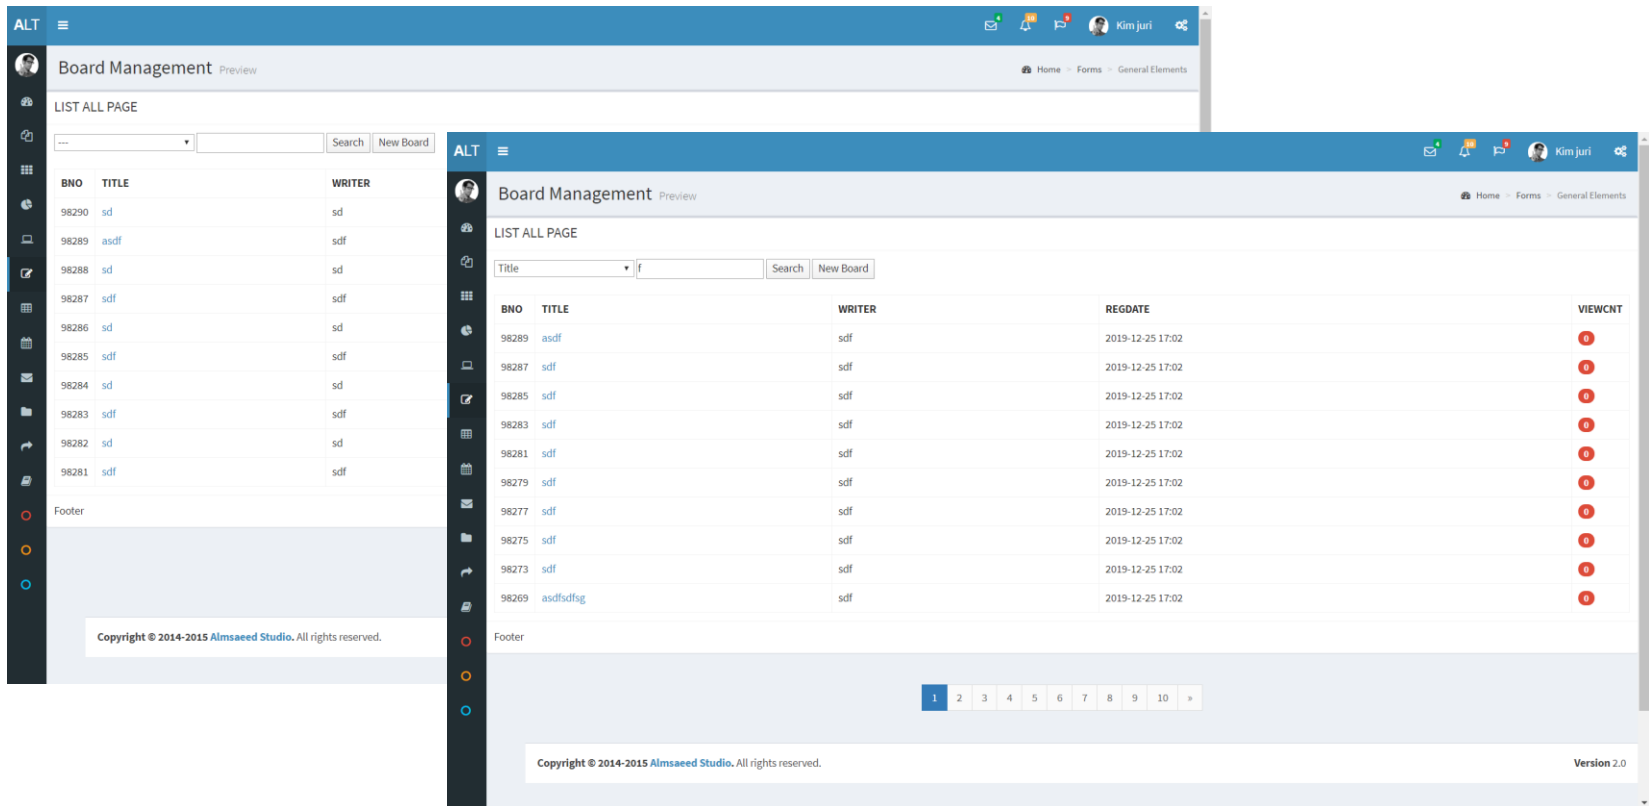 ALT 4 10 9 Kim juri
Board Management Preview Home > Forms > General Elements
LIST ALL PAGE
--- Search New Board
BNO TITLE WRITER
98290 sd sd
98289 asdf sdf
98288 sd sd
98287 sdf sdf
98286 sd sd
98285 sdf sdf
98284 sd sd
98283 sdf sdf
98282 sd sd
98281 sdf sdf
Footer
Copyright © 2014-2015 Almsaeed Studio. All rights reserved.
ALT 4 10 9 Kim juri
Board Management Preview Home > Forms > General Elements
LIST ALL PAGE
Title f Search New Board
BNO TITLE WRITER REGDATE VIEWCNT
98289 asdf sdf 2019-12-25 17:02 0
98287 sdf sdf 2019-12-25 17:02 0
98285 sdf sdf 2019-12-25 17:02 0
98283 sdf sdf 2019-12-25 17:02 0
98281 sdf sdf 2019-12-25 17:02 0
98279 sdf sdf 2019-12-25 17:02 0
98277 sdf sdf 2019-12-25 17:02 0
98275 sdf sdf 2019-12-25 17:02 0
98273 sdf sdf 2019-12-25 17:02 0
98269 asdfsdfsg sdf 2019-12-25 17:02 0
Footer
1 2 3 4 5 6 7 8 9 10 »
Copyright © 2014-2015 Almsaeed Studio. All rights reserved. Version 2.0